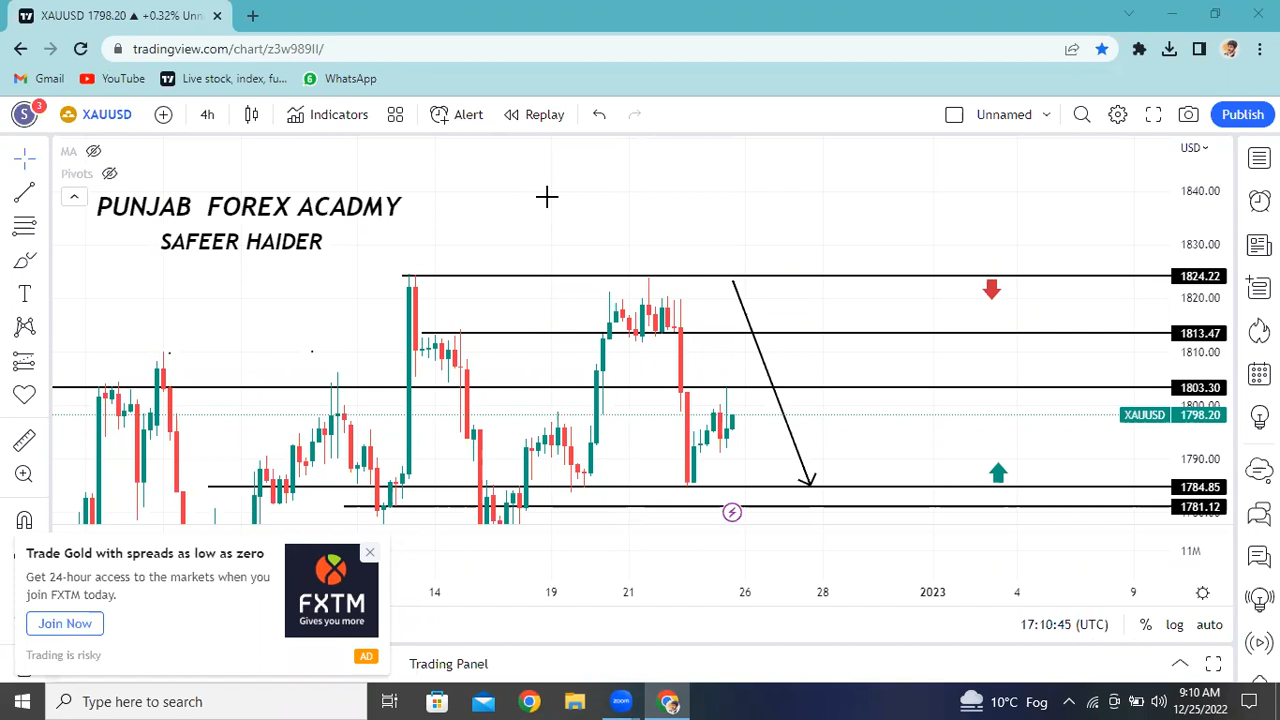 XAUUSD 1798.20 ▲ +0.32% Unn
tradingview.com/chart/z3w989II/
Gmail YouTube Live stock, index, fu... 6 WhatsApp
S 3 XAUUSD 4h Indicators Alert Replay Unnamed Publish
MA
USD
Pivots
1840.00
PUNJAB FOREX ACADMY
SAFEER HAIDER
1830.00
1824.22
1820.00
1813.47
1810.00
1803.30
1800.00
XAUUSD 1798.20
1790.00
1784.85
1781.12
Trade Gold with spreads as low as zero
Get 24-hour access to the markets when you
join FXTM today.
FXTM
Gives you more
Join Now
Trading is risky
AD
11M
14 19 21 26 28 2023 4 9
17:10:45 (UTC) % log auto
Trading Panel
Type here to search
zoom
10°C Fog
9:10 AM
12/25/2022